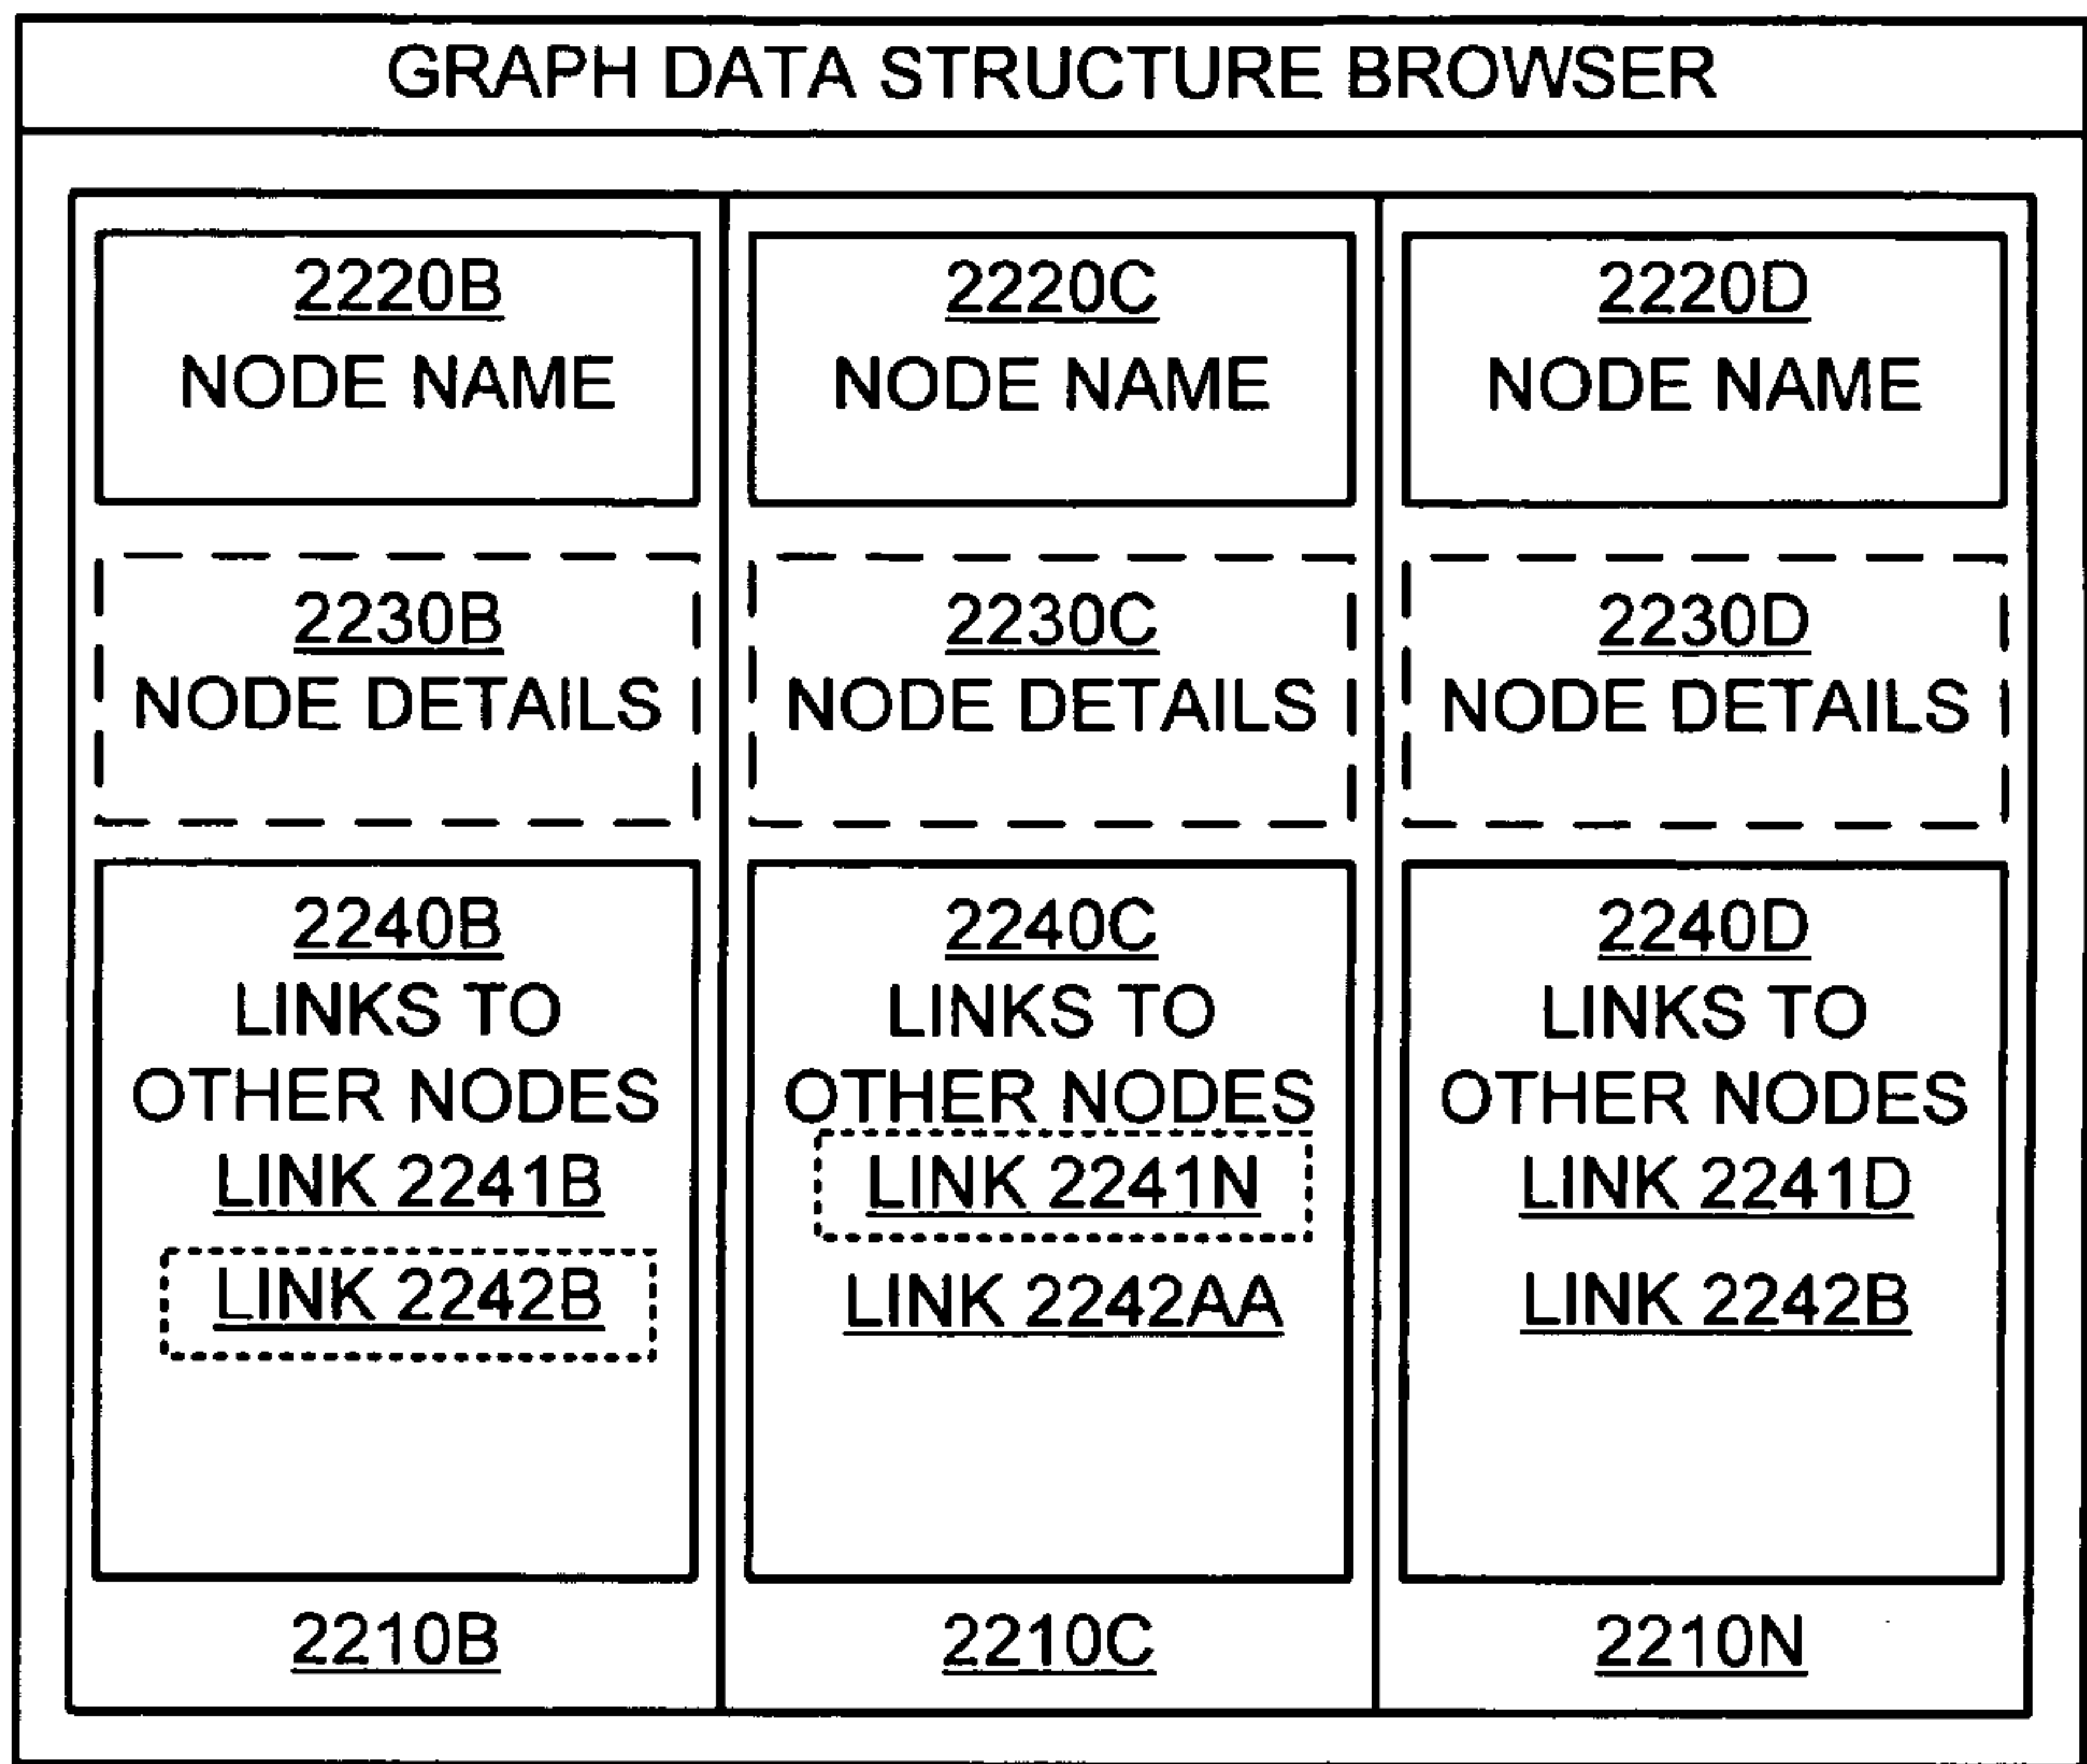 GRAPH DATA STRUCTURE BROWSER
2220B
NODE NAME
2230B
NODE DETAILS
2240B
LINKS TO
OTHER NODES
LINK 2241B
LINK 2242B
2210B
2220C
NODE NAME
2230C
NODE DETAILS
2240C
LINKS TO
OTHER NODES
LINK 2241N
LINK 2242AA
2210C
2220D
NODE NAME
2230D
NODE DETAILS
2240D
LINKS TO
OTHER NODES
LINK 2241D
LINK 2242B
2210N